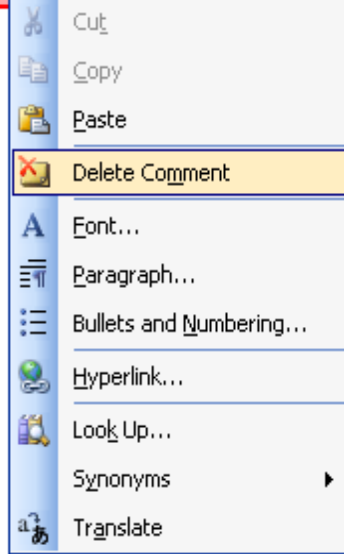 Cut
Copy
Paste
Delete Comment
Font...
Paragraph...
Bullets and Numbering...
Hyperlink...
Look Up...
Synonyms
Translate